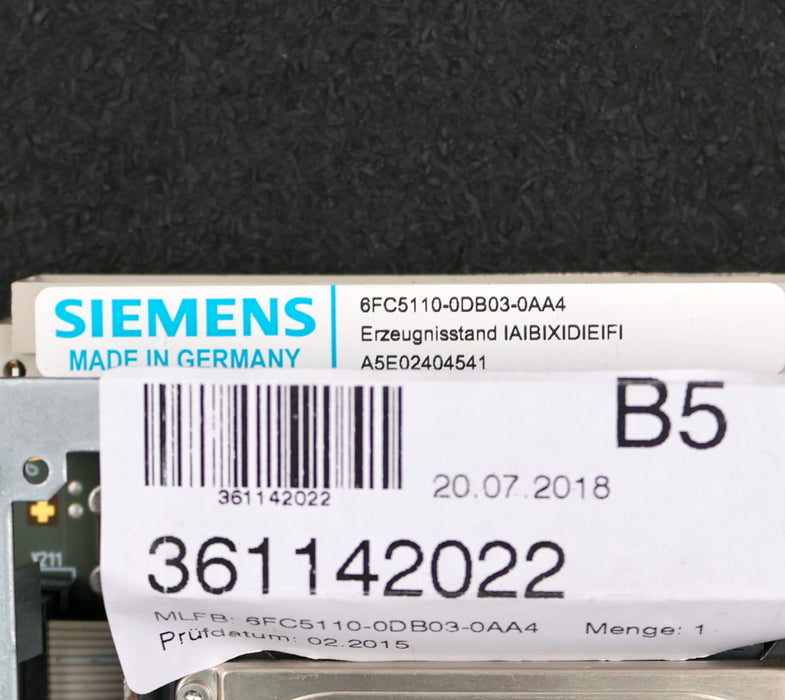 SIEMENS
MADE IN GERMANY
6FC5110-0DB03-0AA4
Erzeugnisstand IAIBIXIDIEIFI
A5E02404541
B5
361142022
20.07.2018
361142022
MLFB: 6FC5110-0DB03-0AA4 Menge: 1
Prüfdatum: 02.2015
X211